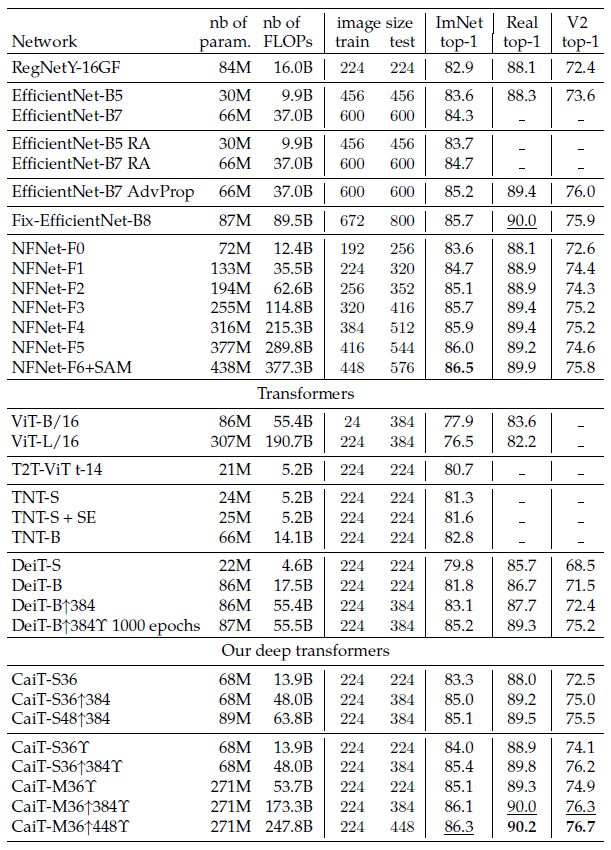 nb of nb of image size ImNet Real V2
Network param. FLOPs train test top-1 top-1 top-1
RegNetY-16GF 84M 16.0B 224 224 82.9 88.1 72.4
EfficientNet-B5 30M 9.9B 456 456 83.6 88.3 73.6
EfficientNet-B7 66M 37.0B 600 600 84.3 – –
EfficientNet-B5 RA 30M 9.9B 456 456 83.7 – –
EfficientNet-B7 RA 66M 37.0B 600 600 84.7 – –
EfficientNet-B7 AdvProp 66M 37.0B 600 600 85.2 89.4 76.0
Fix-EfficientNet-B8 87M 89.5B 672 800 85.7 90.0 75.9
NFNet-F0 72M 12.4B 192 256 83.6 88.1 72.6
NFNet-F1 133M 35.5B 224 320 84.7 88.9 74.4
NFNet-F2 194M 62.6B 256 352 85.1 88.9 74.3
NFNet-F3 255M 114.8B 320 416 85.7 89.4 75.2
NFNet-F4 316M 215.3B 384 512 85.9 89.4 75.2
NFNet-F5 377M 289.8B 416 544 86.0 89.2 74.6
NFNet-F6+SAM 438M 377.3B 448 576 86.5 89.9 75.8
Transformers
ViT-B/16 86M 55.4B 24 384 77.9 83.6 –
ViT-L/16 307M 190.7B 224 384 76.5 82.2 –
T2T-ViT t-14 21M 5.2B 224 224 80.7 – –
TNT-S 24M 5.2B 224 224 81.3 – –
TNT-S + SE 25M 5.2B 224 224 81.6 – –
TNT-B 66M 14.1B 224 224 82.8 – –
DeiT-S 22M 4.6B 224 224 79.8 85.7 68.5
DeiT-B 86M 17.5B 224 224 81.8 86.7 71.5
DeiT-B↑384 86M 55.4B 224 384 83.1 87.7 72.4
DeiT-B↑384ϒ 1000 epochs 87M 55.5B 224 384 85.2 89.3 75.2
Our deep transformers
CaiT-S36 68M 13.9B 224 224 83.3 88.0 72.5
CaiT-S36↑384 68M 48.0B 224 384 85.0 89.2 75.0
CaiT-S48↑384 89M 63.8B 224 384 85.1 89.5 75.5
CaiT-S36ϒ 68M 13.9B 224 224 84.0 88.9 74.1
CaiT-S36↑384ϒ 68M 48.0B 224 384 85.4 89.8 76.2
CaiT-M36ϒ 271M 53.7B 224 224 85.1 89.3 74.9
CaiT-M36↑384ϒ 271M 173.3B 224 384 86.1 90.0 76.3
CaiT-M36↑448ϒ 271M 247.8B 224 448 86.3 90.2 76.7